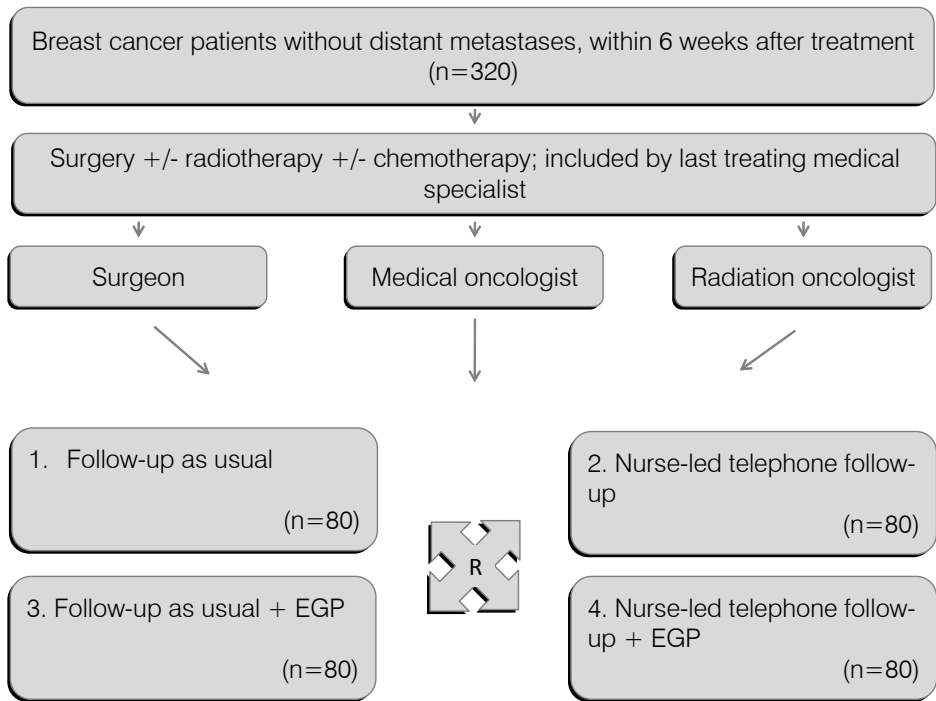 Breast cancer patients without distant metastases, within 6 weeks after treatment
(n=320)
Surgery +/- radiotherapy +/- chemotherapy; included by last treating medical
specialist
Surgeon
Medical oncologist
Radiation oncologist
1. Follow-up as usual
(n=80)
2. Nurse-led telephone follow-
up
(n=80)
R
3. Follow-up as usual + EGP
(n=80)
4. Nurse-led telephone follow-
up + EGP
(n=80)